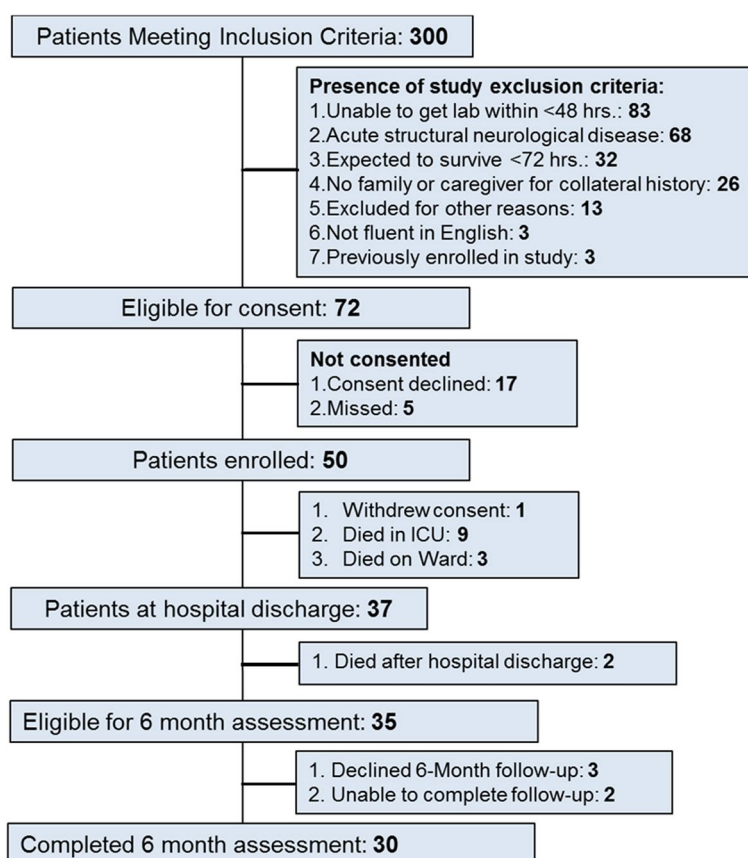 Patients Meeting Inclusion Criteria: 300
Presence of study exclusion criteria:
1.Unable to get lab within <48 hrs.: 83
2.Acute structural neurological disease: 68
3.Expected to survive <72 hrs.: 32
4.No family or caregiver for collateral history: 26
5.Excluded for other reasons: 13
6.Not fluent in English: 3
7.Previously enrolled in study: 3
Eligible for consent: 72
Not consented
1.Consent declined: 17
2.Missed: 5
Patients enrolled: 50
1. Withdrew consent: 1
2. Died in ICU: 9
3. Died on Ward: 3
Patients at hospital discharge: 37
1. Died after hospital discharge: 2
Eligible for 6 month assessment: 35
1. Declined 6-Month follow-up: 3
2. Unable to complete follow-up: 2
Completed 6 month assessment: 30